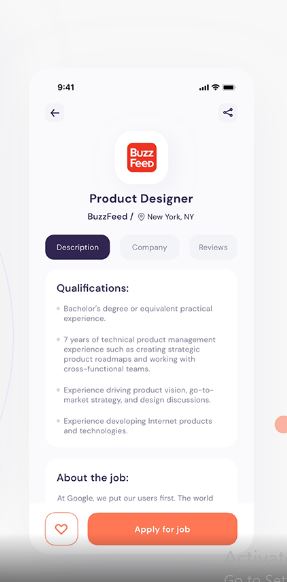 9:41
BUZZ
FEED
Product Designer
BuzzFeed / New York, NY
Description Company Reviews
Qualifications:
Bachelor's degree or equivalent practical
experience.
7 years of technical product management
experience such as creating strategic
product roadmaps and working with
cross-functional teams.
Experience driving product vision, go-to-
market strategy, and design discussions.
Experience developing Internet products
and technologies.
About the job:
At Google, we put our users first. The world
Apply for job
Activate
Go to Set